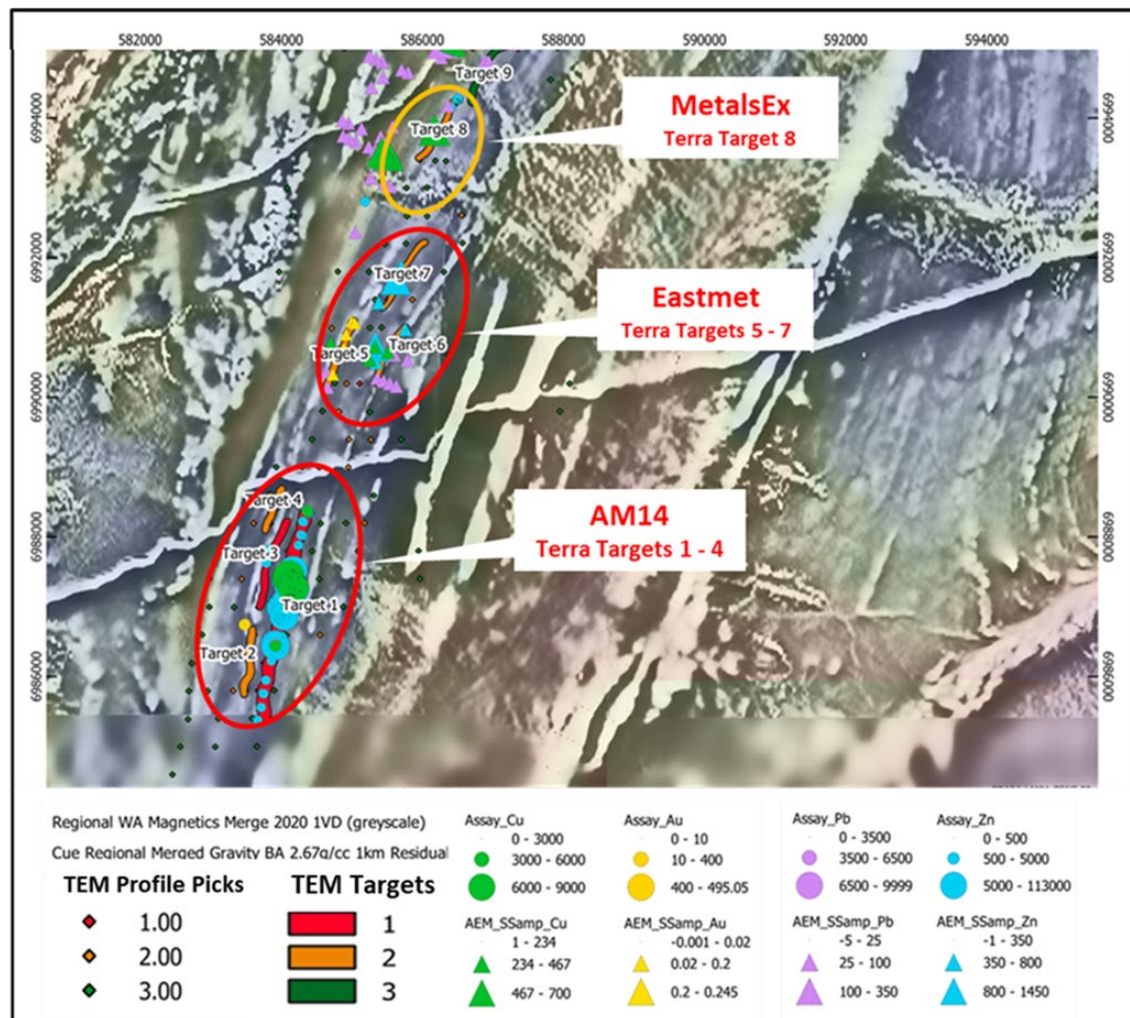 582000 584000 586000 588000 590000 592000 594000
Target 9
MetalsEx
Terra Target 8
Target 8
6994000
6994000
6992000
6992000
Target 7
Eastmet
Terra Targets 5 - 7
Target 5
Target 6
6990000
6990000
Target 4
AM14
Terra Targets 1 - 4
6988000
6988000
Target 3
Target 1
Target 2
6986000
6986000
Regional WA Magnetics Merge 2020 1VD (greyscale)
Cue Regional Merged Gravity BA 2.67g/cc 1km Residual
TEM Profile Picks
1.00
2.00
3.00
TEM Targets
1
2
3
Assay_Cu
0 - 3000
3000 - 6000
6000 - 9000
AEM_SSamp_Cu
1 - 234
234 - 467
467 - 700
Assay_Au
0 - 10
10 - 400
400 - 495.05
AEM_SSamp_Au
-0.001 - 0.02
0.02 - 0.2
0.2 - 0.245
Assay_Pb
0 - 3500
3500 - 6500
6500 - 9999
AEM_SSamp_Pb
-5 - 25
25 - 100
100 - 350
Assay_Zn
0 - 500
500 - 5000
5000 - 113000
AEM_SSamp_Zn
-1 - 350
350 - 800
800 - 1450